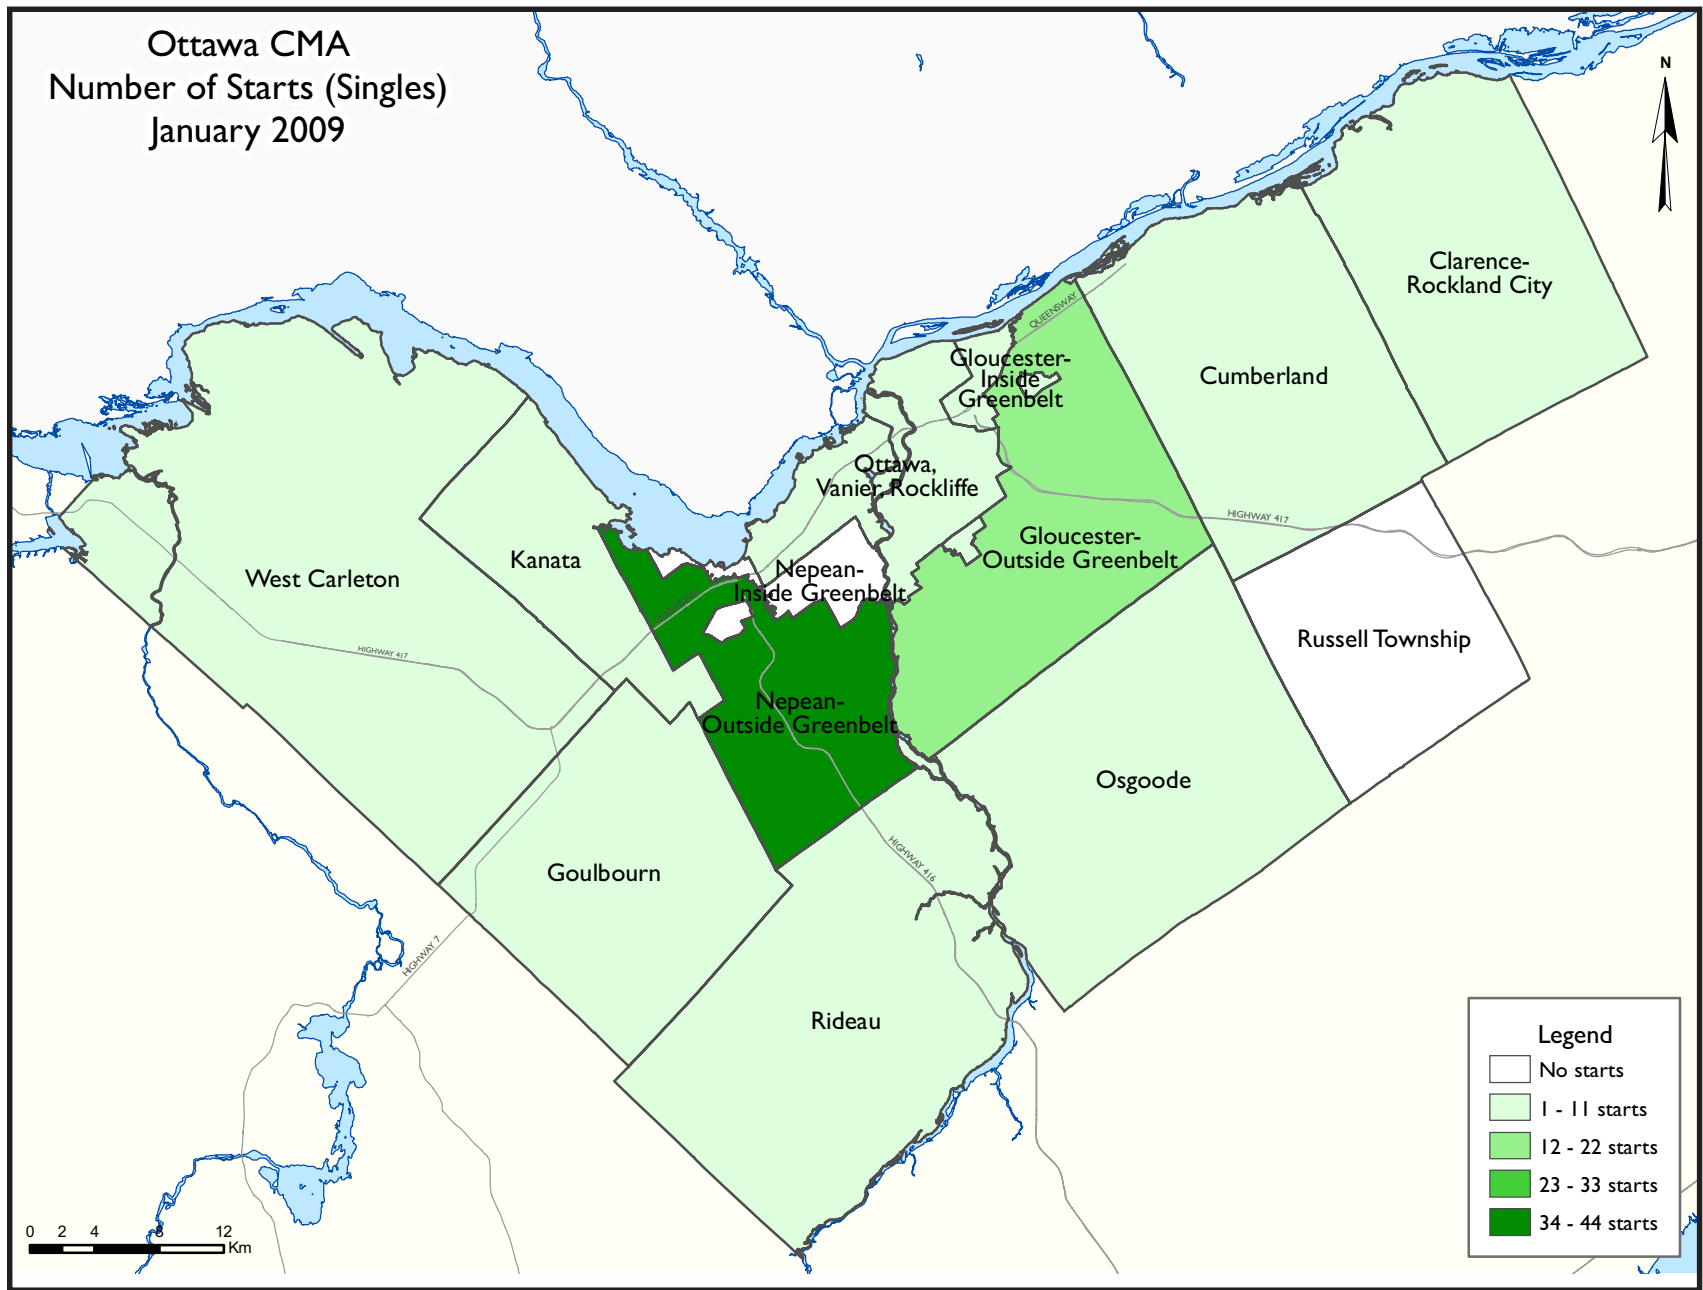 Ottawa CMA
Number of Starts (Singles)
January 2009
N
Clarence-
Rockland City
QUEENSWAY
Gloucester-
Inside
Greenbelt
Cumberland
Ottawa,
Vanier, Rockliffe
HIGHWAY 417
Gloucester-
Outside Greenbelt
Kanata
West Carleton
Nepean-
Inside Greenbelt
Russell Township
HIGHWAY 417
Nepean-
Outside Greenbelt
Osgoode
Goulbourn
HIGHWAY 416
HIGHWAY 7
Rideau
Legend
No starts
1 - 11 starts
12 - 22 starts
23 - 33 starts
34 - 44 starts
0 2 4 8 12
Km